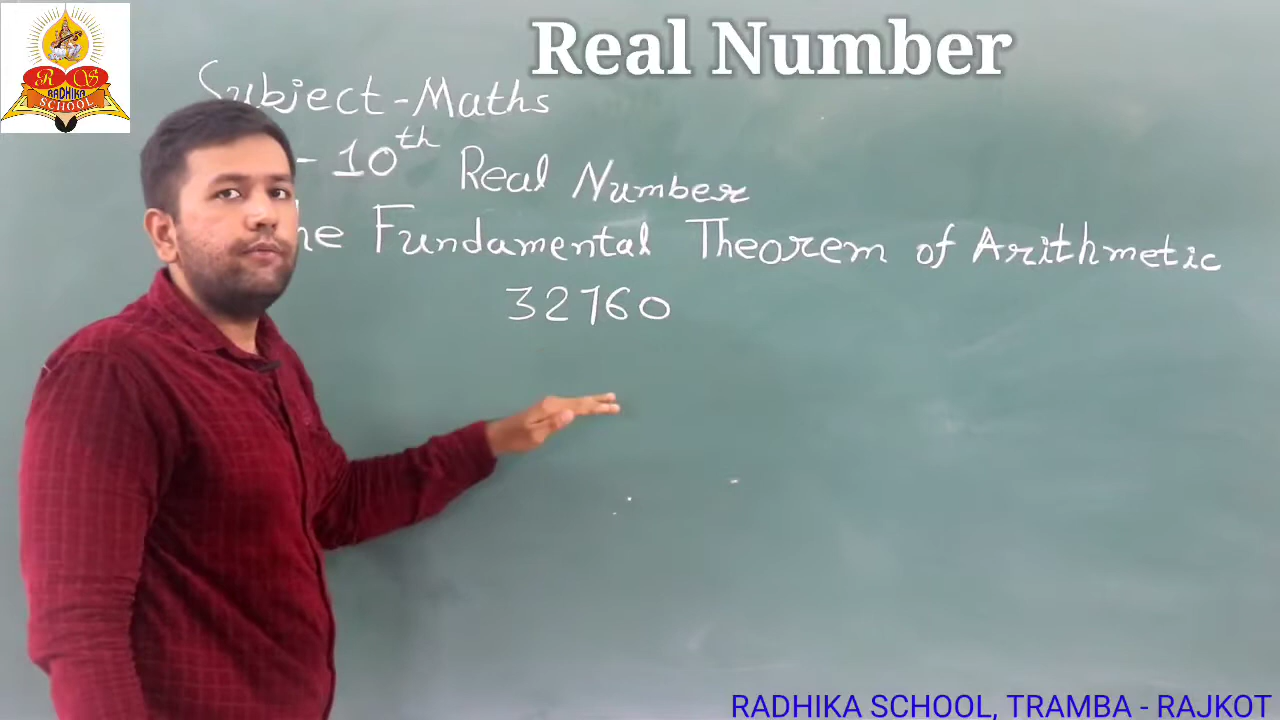 Real Number
R S
RADHIKA
SCHOOL
Subject - Maths
- 10th Real Number
Fundamental Theorem of Arithmetic
32760
RADHIKA SCHOOL, TRAMBA - RAJKOT